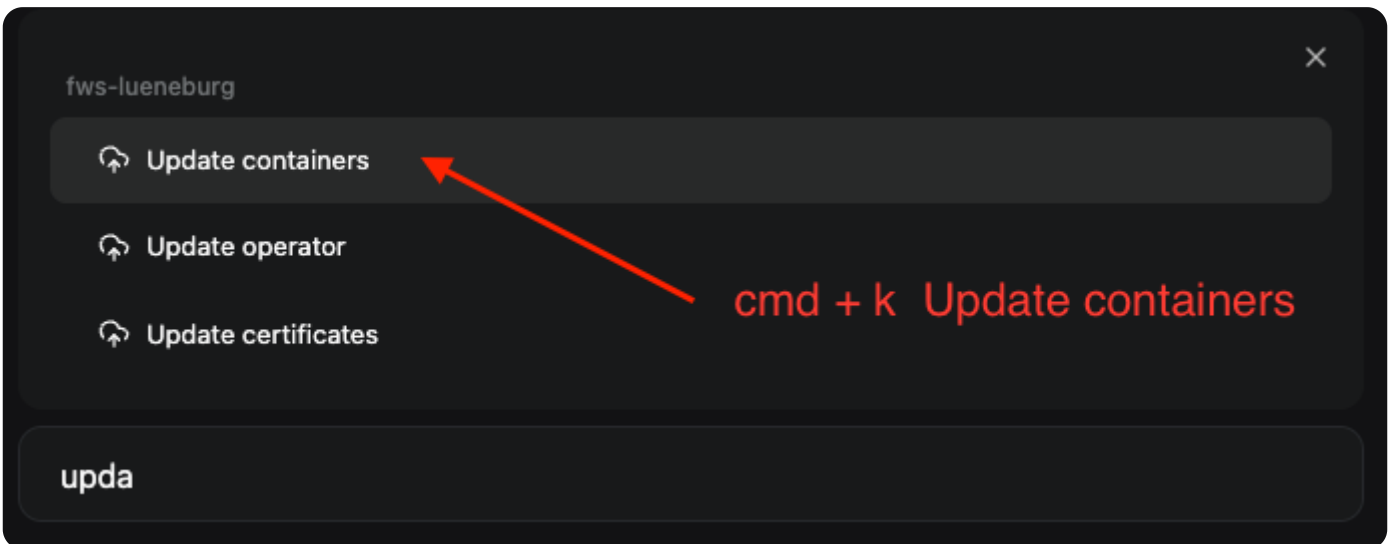 fws-lueneburg
Update containers
Update operator
cmd + k  Update containers
Update certificates
upda